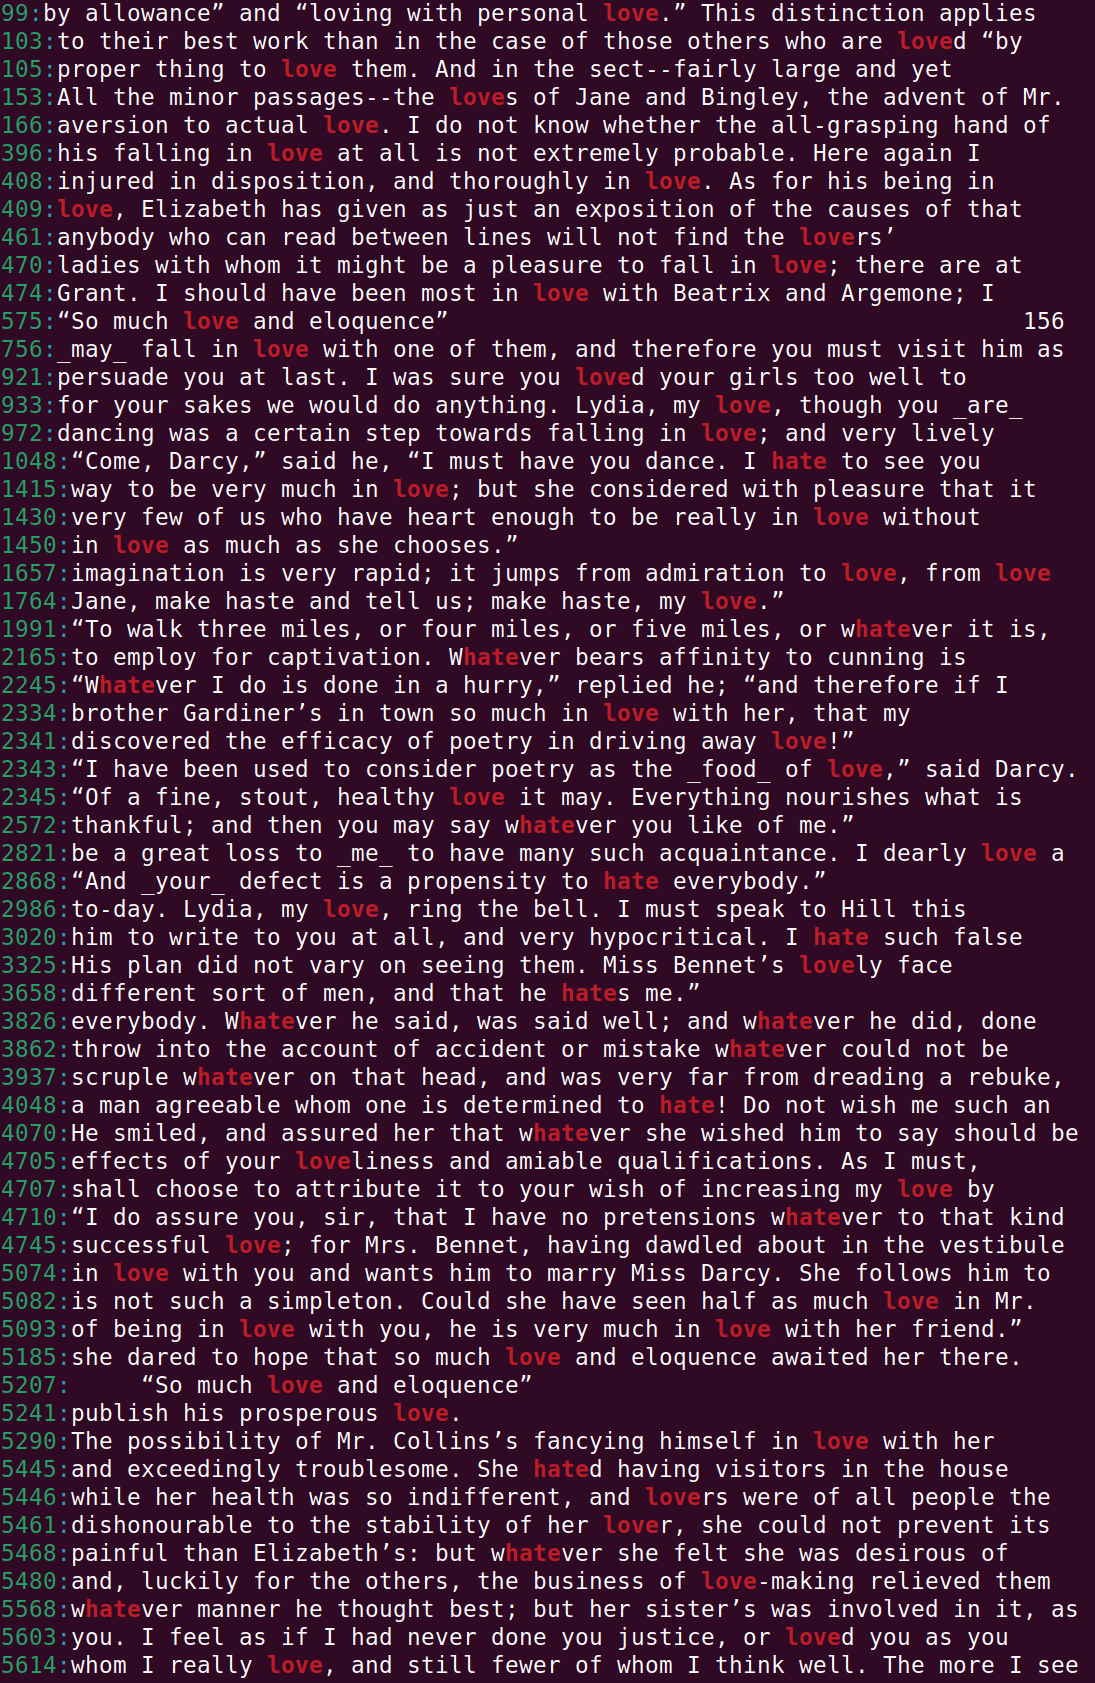 99:by allowance” and “loving with personal love.” This distinction applies
103:to their best work than in the case of those others who are loved “by
105:proper thing to love them. And in the sect--fairly large and yet
153:All the minor passages--the loves of Jane and Bingley, the advent of Mr.
166:aversion to actual love. I do not know whether the all-grasping hand of
396:his falling in love at all is not extremely probable. Here again I
408:injured in disposition, and thoroughly in love. As for his being in
409:love, Elizabeth has given as just an exposition of the causes of that
461:anybody who can read between lines will not find the lovers’
470:ladies with whom it might be a pleasure to fall in love; there are at
474:Grant. I should have been most in love with Beatrix and Argemone; I
575:“So much love and eloquence”                                         156
756:_may_ fall in love with one of them, and therefore you must visit him as
921:persuade you at last. I was sure you loved your girls too well to
933:for your sakes we would do anything. Lydia, my love, though you _are_
972:dancing was a certain step towards falling in love; and very lively
1048:“Come, Darcy,” said he, “I must have you dance. I hate to see you
1415:way to be very much in love; but she considered with pleasure that it
1430:very few of us who have heart enough to be really in love without
1450:in love as much as she chooses.”
1657:imagination is very rapid; it jumps from admiration to love, from love
1764:Jane, make haste and tell us; make haste, my love.”
1991:“To walk three miles, or four miles, or five miles, or whatever it is,
2165:to employ for captivation. Whatever bears affinity to cunning is
2245:“Whatever I do is done in a hurry,” replied he; “and therefore if I
2334:brother Gardiner’s in town so much in love with her, that my
2341:discovered the efficacy of poetry in driving away love!”
2343:“I have been used to consider poetry as the _food_ of love,” said Darcy.
2345:“Of a fine, stout, healthy love it may. Everything nourishes what is
2572:thankful; and then you may say whatever you like of me.”
2821:be a great loss to _me_ to have many such acquaintance. I dearly love a
2868:“And _your_ defect is a propensity to hate everybody.”
2986:to-day. Lydia, my love, ring the bell. I must speak to Hill this
3020:him to write to you at all, and very hypocritical. I hate such false
3325:His plan did not vary on seeing them. Miss Bennet’s lovely face
3658:different sort of men, and that he hates me.”
3826:everybody. Whatever he said, was said well; and whatever he did, done
3862:throw into the account of accident or mistake whatever could not be
3937:scruple whatever on that head, and was very far from dreading a rebuke,
4048:a man agreeable whom one is determined to hate! Do not wish me such an
4070:He smiled, and assured her that whatever she wished him to say should be
4705:effects of your loveliness and amiable qualifications. As I must,
4707:shall choose to attribute it to your wish of increasing my love by
4710:“I do assure you, sir, that I have no pretensions whatever to that kind
4745:successful love; for Mrs. Bennet, having dawdled about in the vestibule
5074:in love with you and wants him to marry Miss Darcy. She follows him to
5082:is not such a simpleton. Could she have seen half as much love in Mr.
5093:of being in love with you, he is very much in love with her friend.”
5185:she dared to hope that so much love and eloquence awaited her there.
5207:     “So much love and eloquence”
5241:publish his prosperous love.
5290:The possibility of Mr. Collins’s fancying himself in love with her
5445:and exceedingly troublesome. She hated having visitors in the house
5446:while her health was so indifferent, and lovers were of all people the
5461:dishonourable to the stability of her lover, she could not prevent its
5468:painful than Elizabeth’s: but whatever she felt she was desirous of
5480:and, luckily for the others, the business of love-making relieved them
5568:whatever manner he thought best; but her sister’s was involved in it, as
5603:you. I feel as if I had never done you justice, or loved you as you
5614:whom I really love, and still fewer of whom I think well. The more I see